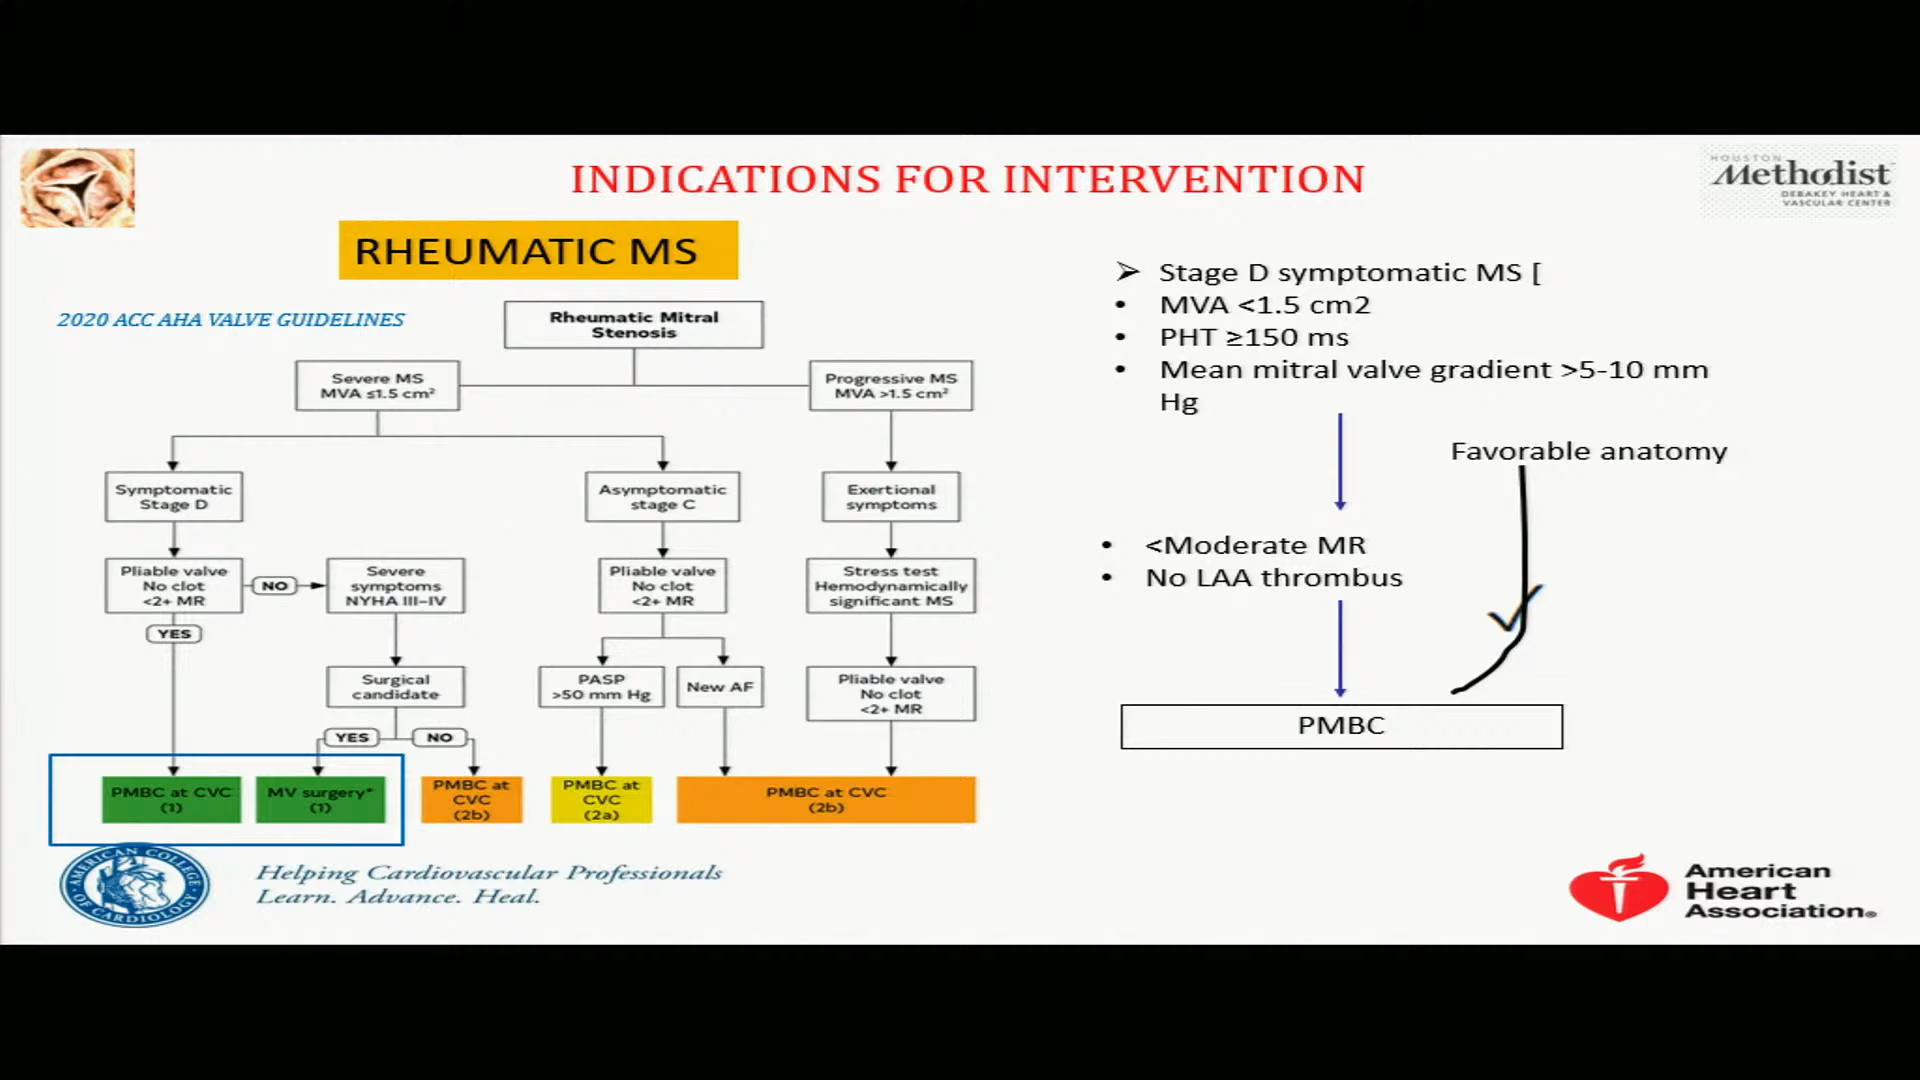 INDICATIONS FOR INTERVENTION
HOUSTON
Methodist
DEBAKEY HEART &
VASCULAR CENTER
RHEUMATIC MS
2020 ACC AHA VALVE GUIDELINES
Rheumatic Mitral
Stenosis
Severe MS
MVA ≤1.5 cm²
Progressive MS
MVA >1.5 cm²
Symptomatic
Stage D
Asymptomatic
stage C
Exertional
symptoms
Pliable valve
No clot
<2+ MR
NO
Severe
symptoms
NYHA III–IV
Pliable valve
No clot
<2+ MR
Stress test
Hemodynamically
significant MS
YES
Surgical
candidate
PASP
>50 mm Hg
New AF
Pliable valve
No clot
<2+ MR
YES
NO
PMBC at CVC
(1)
MV surgery*
(1)
PMBC at
CVC
(2b)
PMBC at
CVC
(2a)
PMBC at CVC
(2b)
➢ Stage D symptomatic MS [
• MVA <1.5 cm2
• PHT ≥150 ms
• Mean mitral valve gradient >5-10 mm
Hg
Favorable anatomy
• <Moderate MR
• No LAA thrombus
PMBC
AMERICAN COLLEGE
OF CARDIOLOGY
Helping Cardiovascular Professionals
Learn. Advance. Heal.
American
Heart
Association®